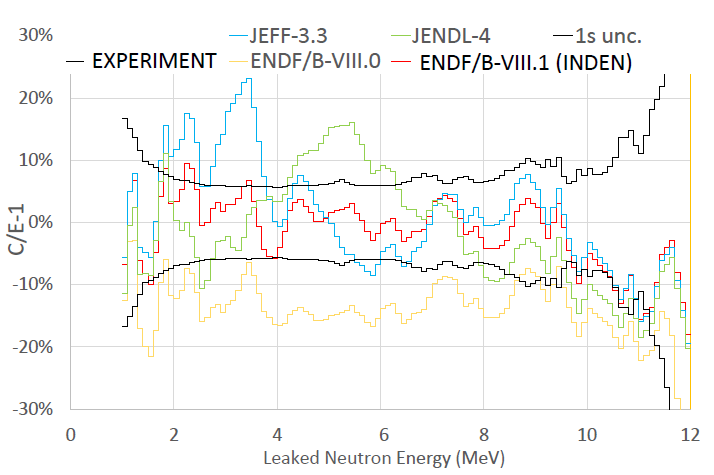 30%
JEFF-3.3 JENDL-4 1s unc.
EXPERIMENT ENDF/B-VIII.0 ENDF/B-VIII.1 (INDEN)
20%
10%
0%
-10%
-20%
-30%
C/E-1
0 2 4 6 8 10 12
Leaked Neutron Energy (MeV)